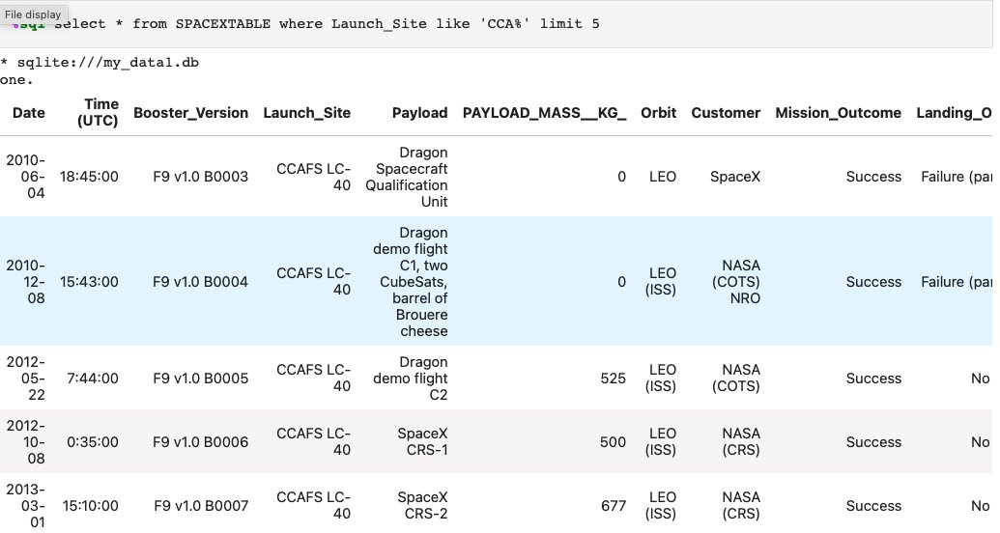 File display
%sql select * from SPACEXTABLE where Launch_Site like 'CCA%' limit 5
* sqlite:///my_data1.db
one.
Date Time (UTC) Booster_Version Launch_Site Payload PAYLOAD_MASS__KG_ Orbit Customer Mission_Outcome Landing_O
2010-06-04 18:45:00 F9 v1.0 B0003 CCAFS LC-40 Dragon Spacecraft Qualification Unit 0 LEO SpaceX Success Failure (par
2010-12-08 15:43:00 F9 v1.0 B0004 CCAFS LC-40 Dragon demo flight C1, two CubeSats, barrel of Brouere cheese 0 LEO (ISS) NASA (COTS) NRO Success Failure (par
2012-05-22 7:44:00 F9 v1.0 B0005 CCAFS LC-40 Dragon demo flight C2 525 LEO (ISS) NASA (COTS) Success No
2012-10-08 0:35:00 F9 v1.0 B0006 CCAFS LC-40 SpaceX CRS-1 500 LEO (ISS) NASA (CRS) Success No
2013-03-01 15:10:00 F9 v1.0 B0007 CCAFS LC-40 SpaceX CRS-2 677 LEO (ISS) NASA (CRS) Success No